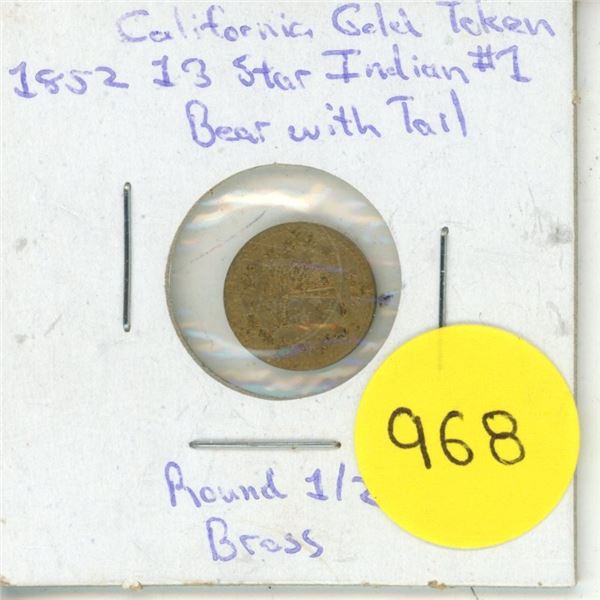 California Gold Token
1852 13 Star Indian #1
Bear with Tail
968
Round 1/2
Brass